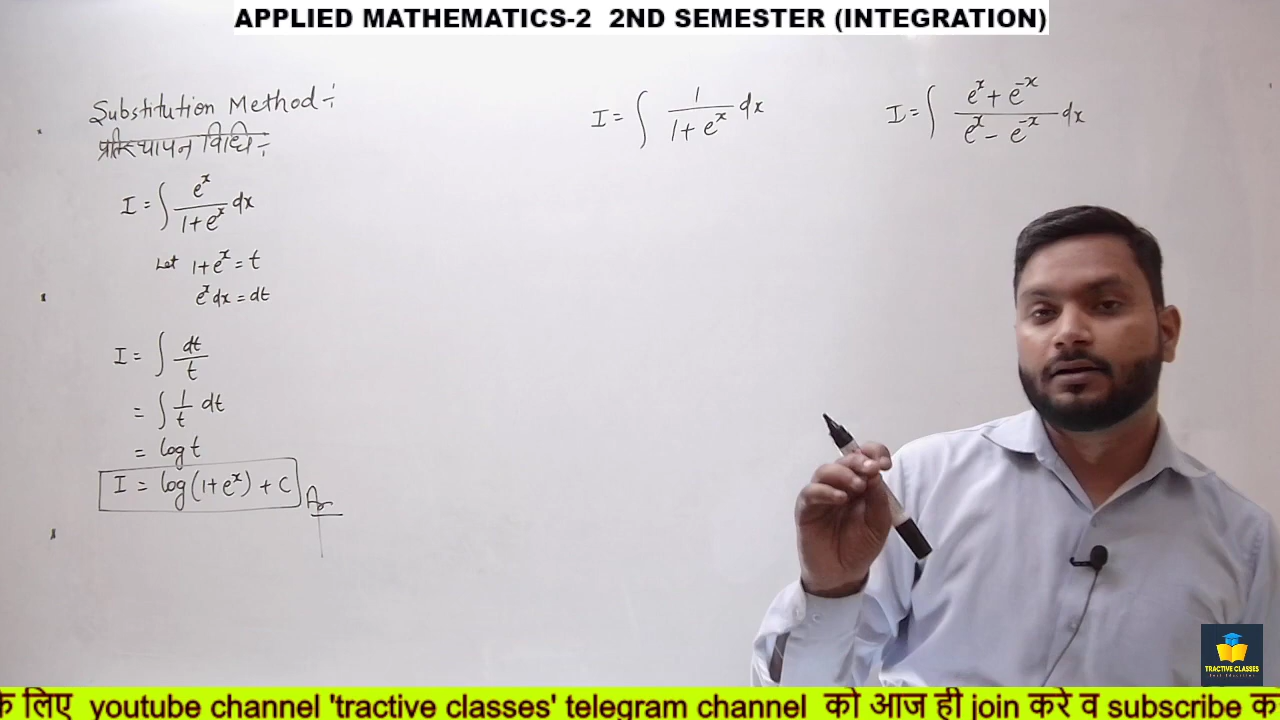 APPLIED MATHEMATICS-2 2ND SEMESTER (INTEGRATION)
Substitution Method :-
प्रतिस्थापन विधि :-
I = ∫ e^x / (1 + e^x) dx
Let 1 + e^x = t
e^x dx = dt
I = ∫ dt / t
= ∫ 1/t dt
= log t
I = log (1 + e^x) + C
I = ∫ 1 / (1 + e^x) dx
I = ∫ (e^x + e^-x) / (e^x - e^-x) dx
TRACTIVE CLASSES
के लिए youtube channel 'tractive classes' telegram channel को आज ही join करे व subscribe क